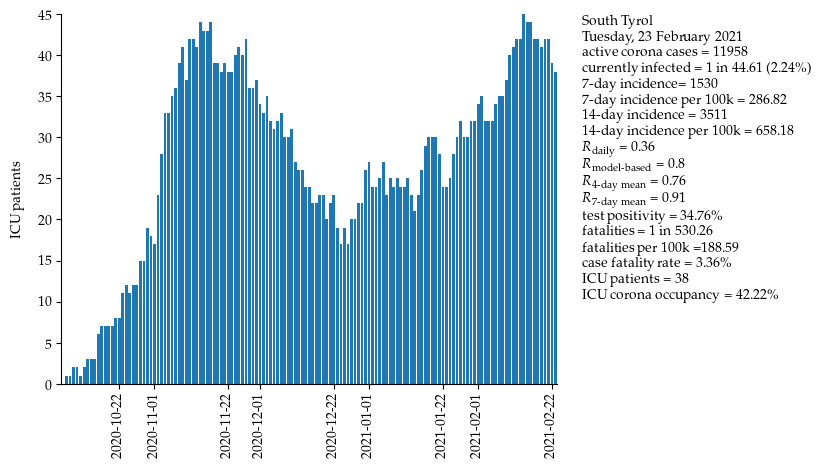 45
40
35
30
25
20
15
10
5
0
ICU patients
2020-10-22
2020-11-01
2020-11-22
2020-12-01
2020-12-22
2021-01-01
2021-01-22
2021-02-01
2021-02-22
South Tyrol
Tuesday, 23 February 2021
active corona cases = 11958
currently infected = 1 in 44.61 (2.24%)
7-day incidence= 1530
7-day incidence per 100k = 286.82
14-day incidence = 3511
14-day incidence per 100k = 658.18
R daily = 0.36
R model-based = 0.8
R 4-day mean = 0.76
R 7-day mean = 0.91
test positivity = 34.76%
fatalities = 1 in 530.26
fatalities per 100k =188.59
case fatality rate = 3.36%
ICU patients = 38
ICU corona occupancy = 42.22%